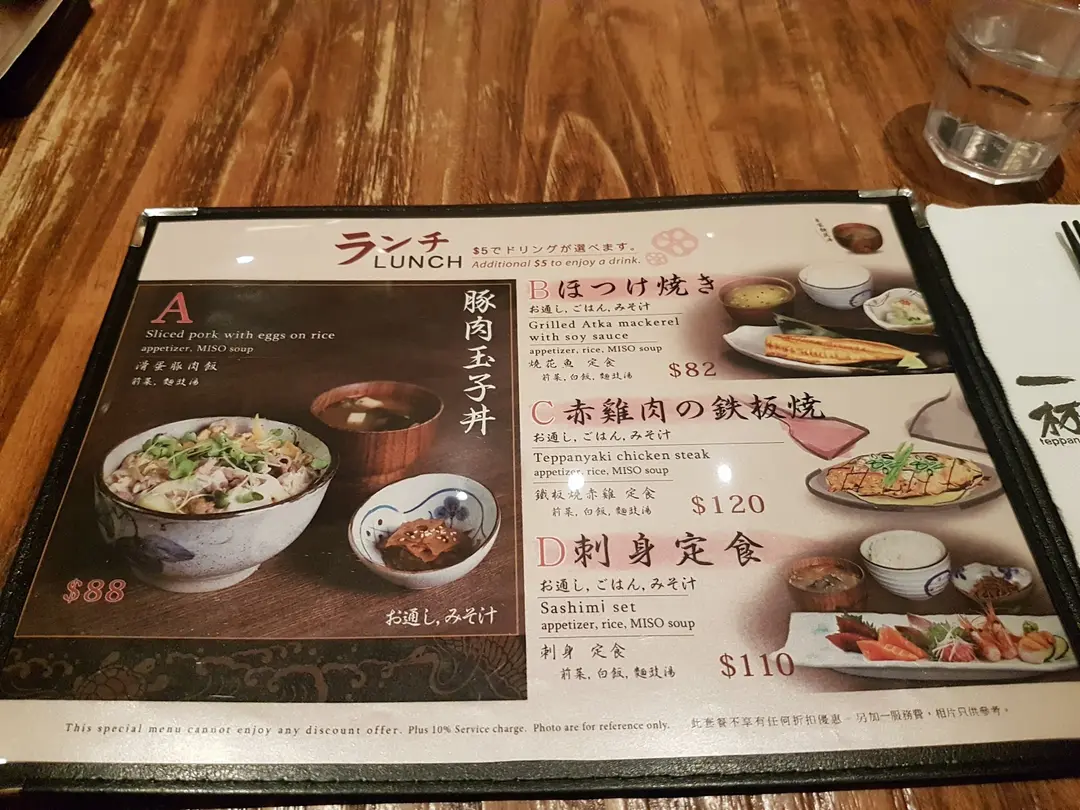 ランチ
LUNCH
$5でドリングが選べます。
Additional $5 to enjoy a drink.
A
Sliced pork with eggs on rice
appetizer, MISO soup
滑蛋豚肉飯
前菜, 麵豉湯
豚肉玉子丼
$88
お通し, みそ汁
B ほつけ焼き
お通し, ごはん, みそ汁
Grilled Atka mackerel
with soy sauce
appetizer, rice, MISO soup
燒花魚 定食
前菜, 白飯, 麵豉湯
$82
C 赤雞肉の鉄板焼
お通し, ごはん, みそ汁
Teppanyaki chicken steak
appetizer, rice, MISO soup
鐵板燒赤雞 定食
前菜, 白飯, 麵豉湯
$120
D 刺身定食
お通し, ごはん, みそ汁
Sashimi set
appetizer, rice, MISO soup
刺身 定食
前菜, 白飯, 麵豉湯
$110
This special menu cannot enjoy any discount offer. Plus 10% Service charge. Photo are for reference only.
此套餐不享有任何折扣優惠，另加一服務費，相片只供參考。
一
杯
teppan